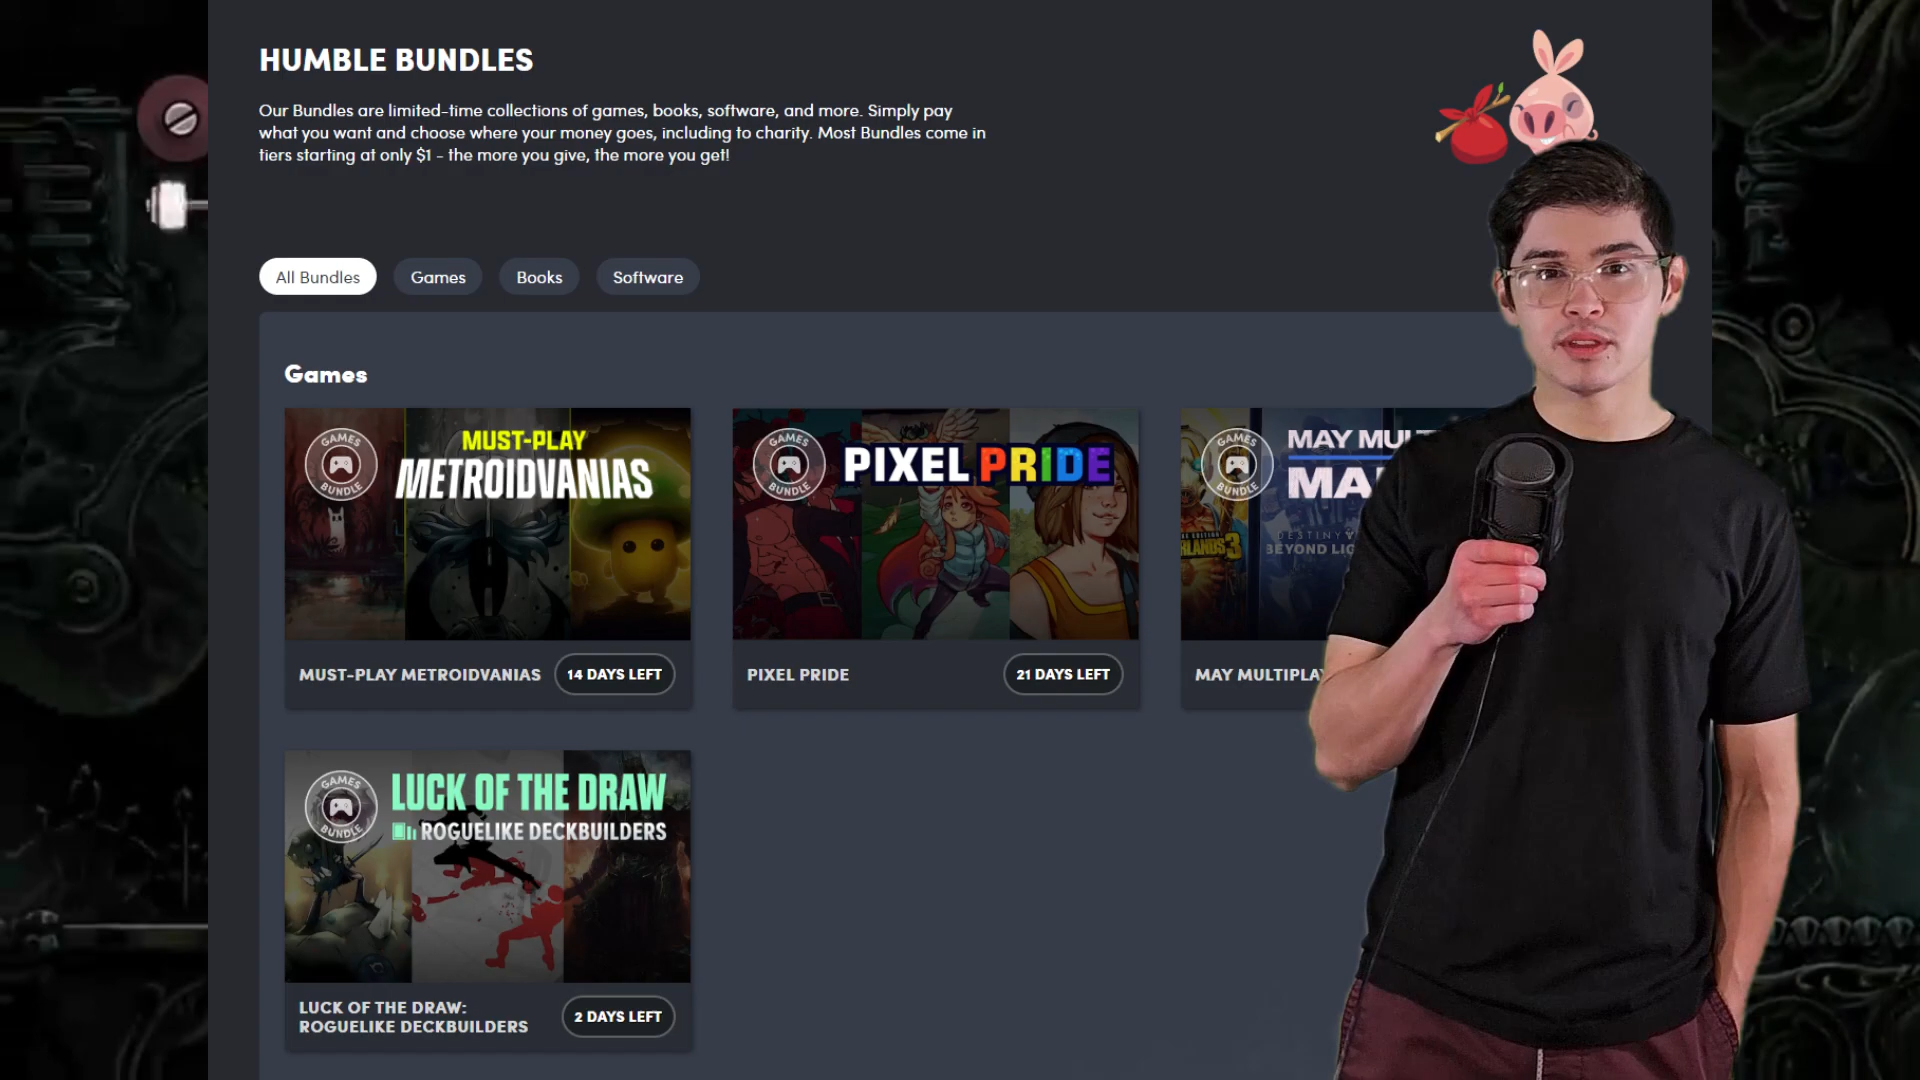 HUMBLE BUNDLES
Our Bundles are limited-time collections of games, books, software, and more. Simply pay
what you want and choose where your money goes, including to charity. Most Bundles come in
tiers starting at only $1 - the more you give, the more you get!
All Bundles
Games
Books
Software
Games
GAMES
BUNDLE
MUST-PLAY
METROIDVANIAS
MUST-PLAY METROIDVANIAS
14 DAYS LEFT
GAMES
BUNDLE
PIXEL PRIDE
PIXEL PRIDE
21 DAYS LEFT
GAMES
BUNDLE
MAY
DESTINY
BEYOND
3
MAY
GAMES
BUNDLE
LUCK OF THE DRAW
ROGUELIKE DECKBUILDERS
LUCK OF THE DRAW:
ROGUELIKE DECKBUILDERS
2 DAYS LEFT